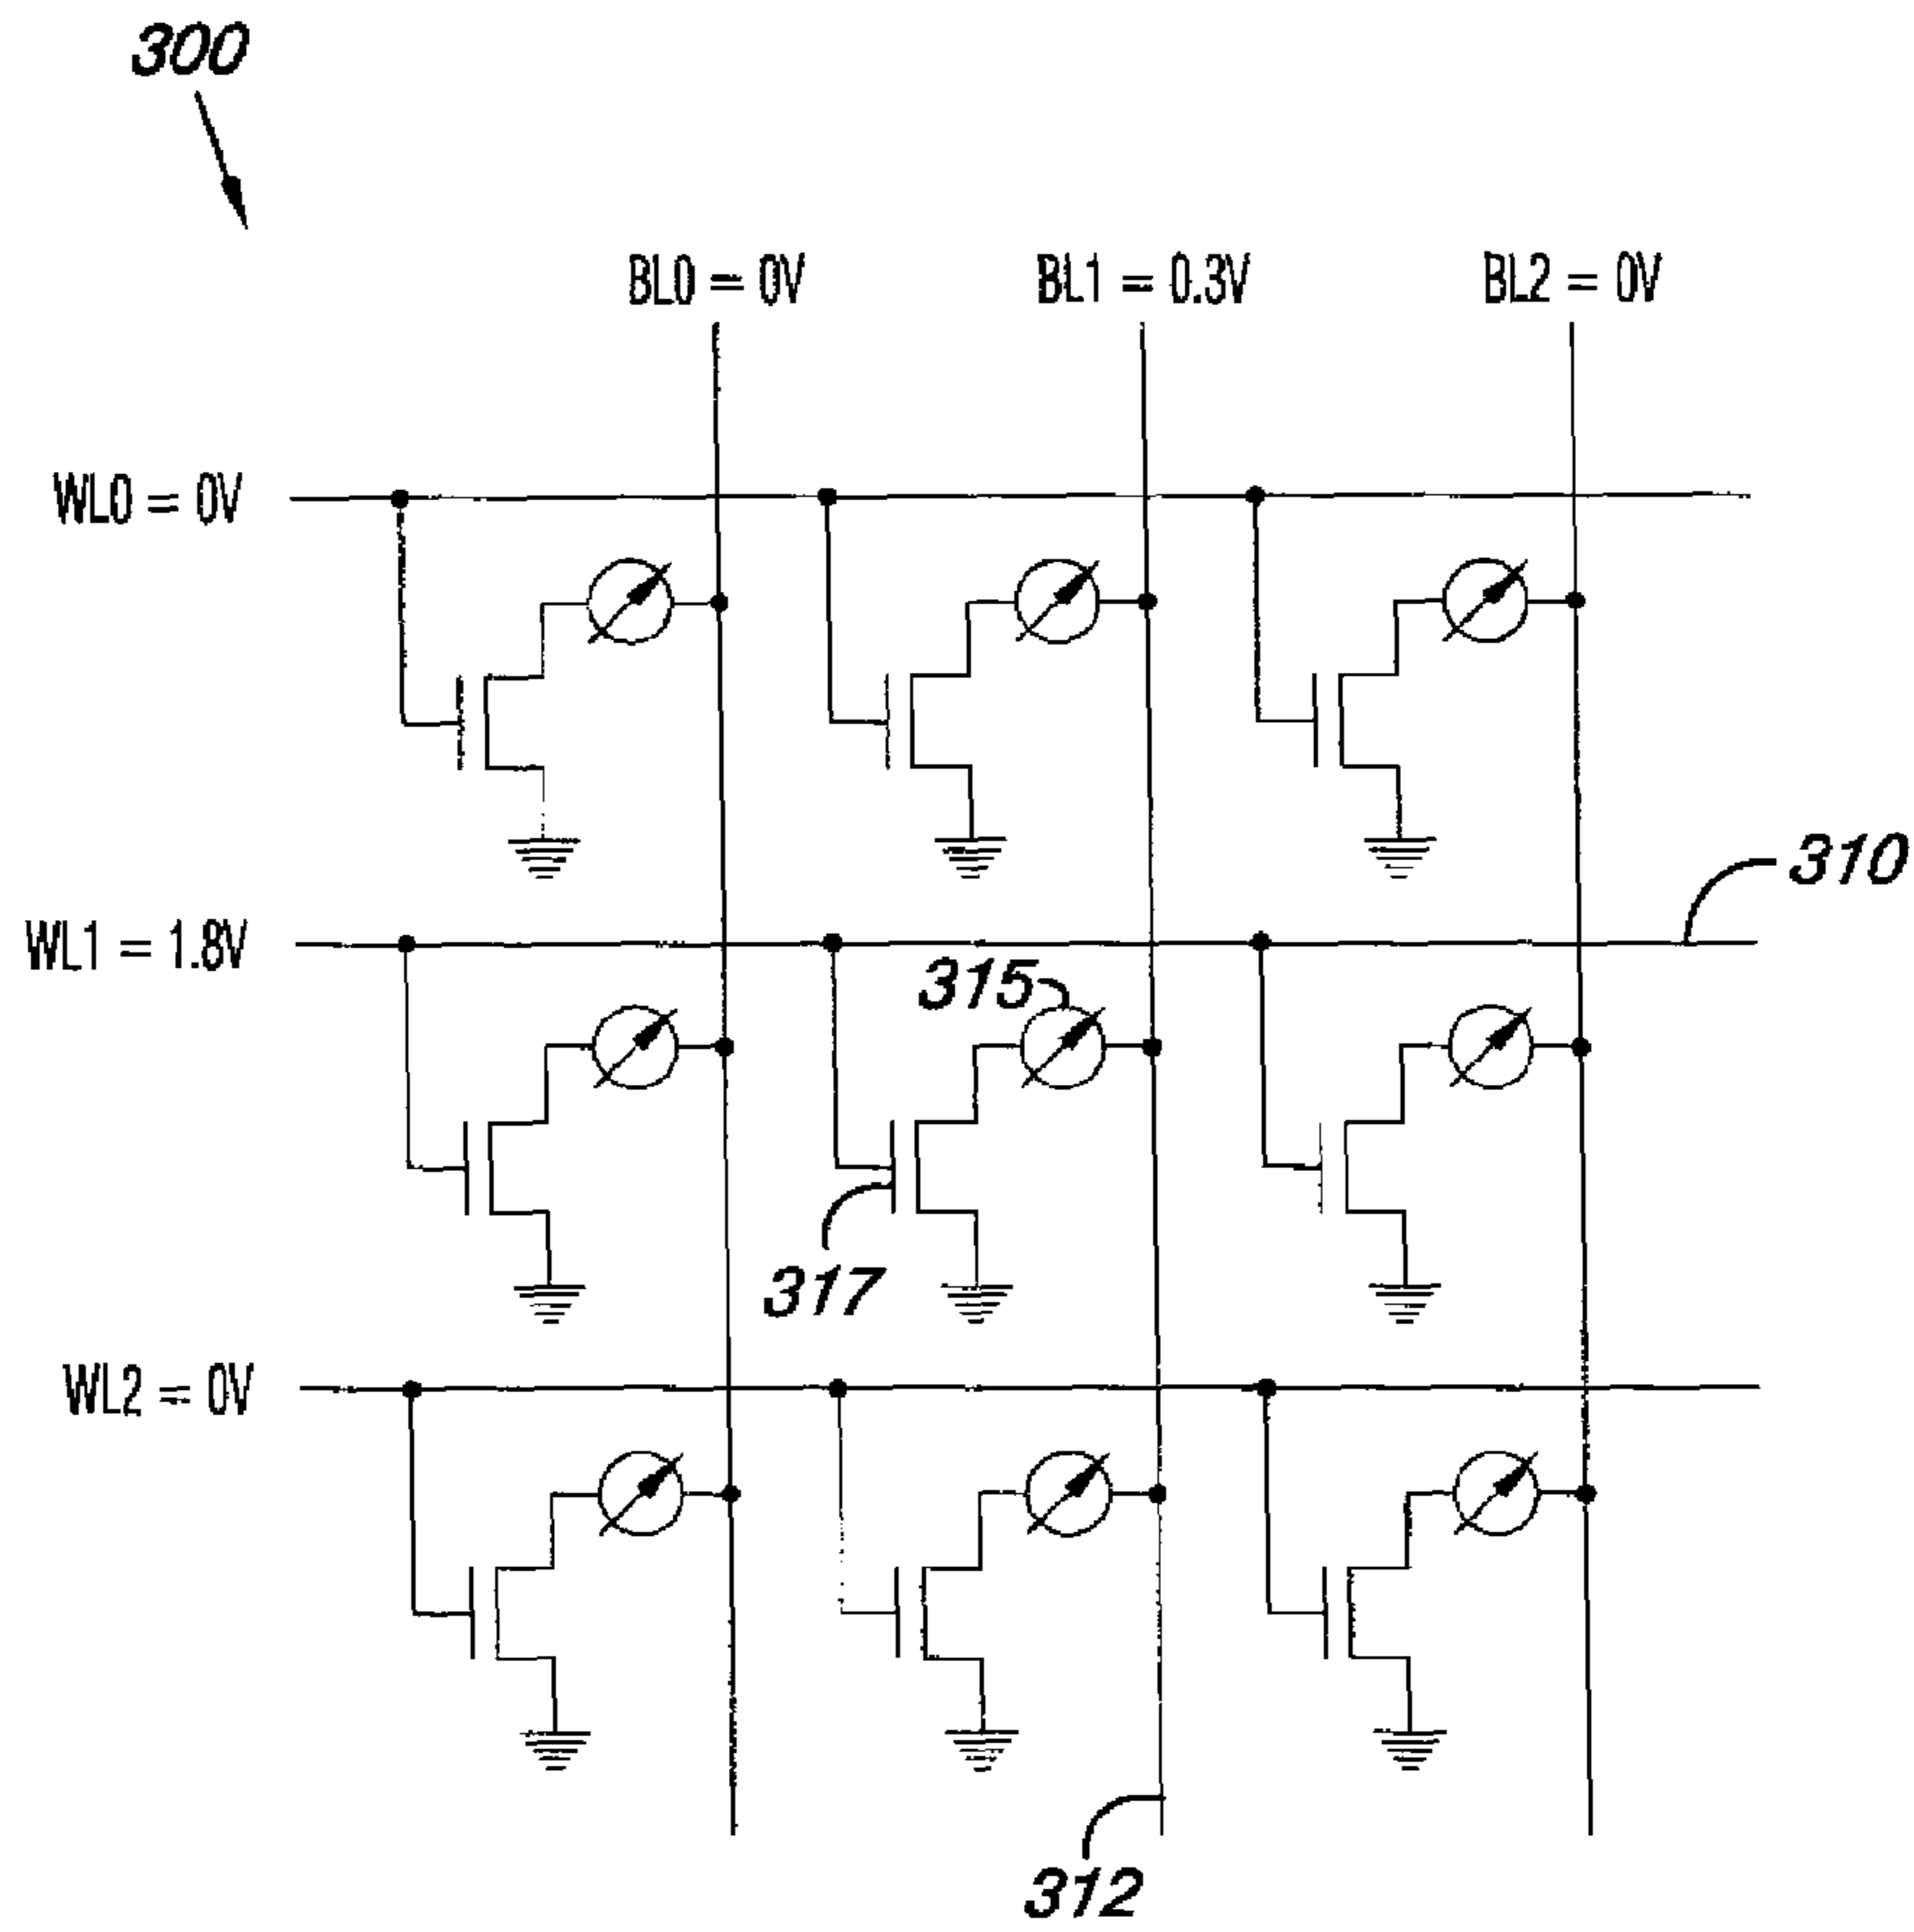 300
BL0 = 0V
BL1 = 0.3V
BL2 = 0V
WL0 = 0V
310
WL1 = 1.8V
315
317
WL2 = 0V
312